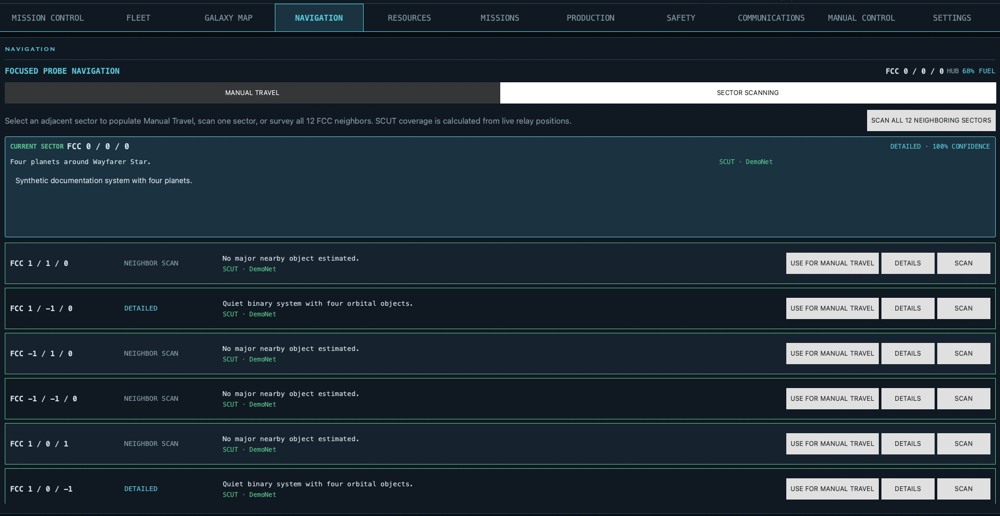 MISSION CONTROL FLEET GALAXY MAP NAVIGATION RESOURCES MISSIONS PRODUCTION SAFETY COMMUNICATIONS MANUAL CONTROL SETTINGS
NAVIGATION
FOCUSED PROBE NAVIGATION FCC 0 / 0 / 0 HUB 68% FUEL
MANUAL TRAVEL SECTOR SCANNING
Select an adjacent sector to populate Manual Travel, scan one sector, or survey all 12 FCC neighbors. SCUT coverage is calculated from live relay positions. SCAN ALL 12 NEIGHBORING SECTORS
CURRENT SECTOR FCC 0 / 0 / 0 DETAILED · 100% CONFIDENCE
Four planets around Wayfarer Star. SCUT · DemoNet
Synthetic documentation system with four planets.
FCC 1 / 1 / 0 NEIGHBOR SCAN No major nearby object estimated. USE FOR MANUAL TRAVEL DETAILS SCAN
SCUT · DemoNet
FCC 1 / −1 / 0 DETAILED Quiet binary system with four orbital objects. USE FOR MANUAL TRAVEL DETAILS SCAN
SCUT · DemoNet
FCC −1 / 1 / 0 NEIGHBOR SCAN No major nearby object estimated. USE FOR MANUAL TRAVEL DETAILS SCAN
SCUT · DemoNet
FCC −1 / −1 / 0 NEIGHBOR SCAN No major nearby object estimated. USE FOR MANUAL TRAVEL DETAILS SCAN
SCUT · DemoNet
FCC 1 / 0 / 1 NEIGHBOR SCAN No major nearby object estimated. USE FOR MANUAL TRAVEL DETAILS SCAN
SCUT · DemoNet
FCC 1 / 0 / −1 DETAILED Quiet binary system with four orbital objects. USE FOR MANUAL TRAVEL DETAILS SCAN
SCUT · DemoNet